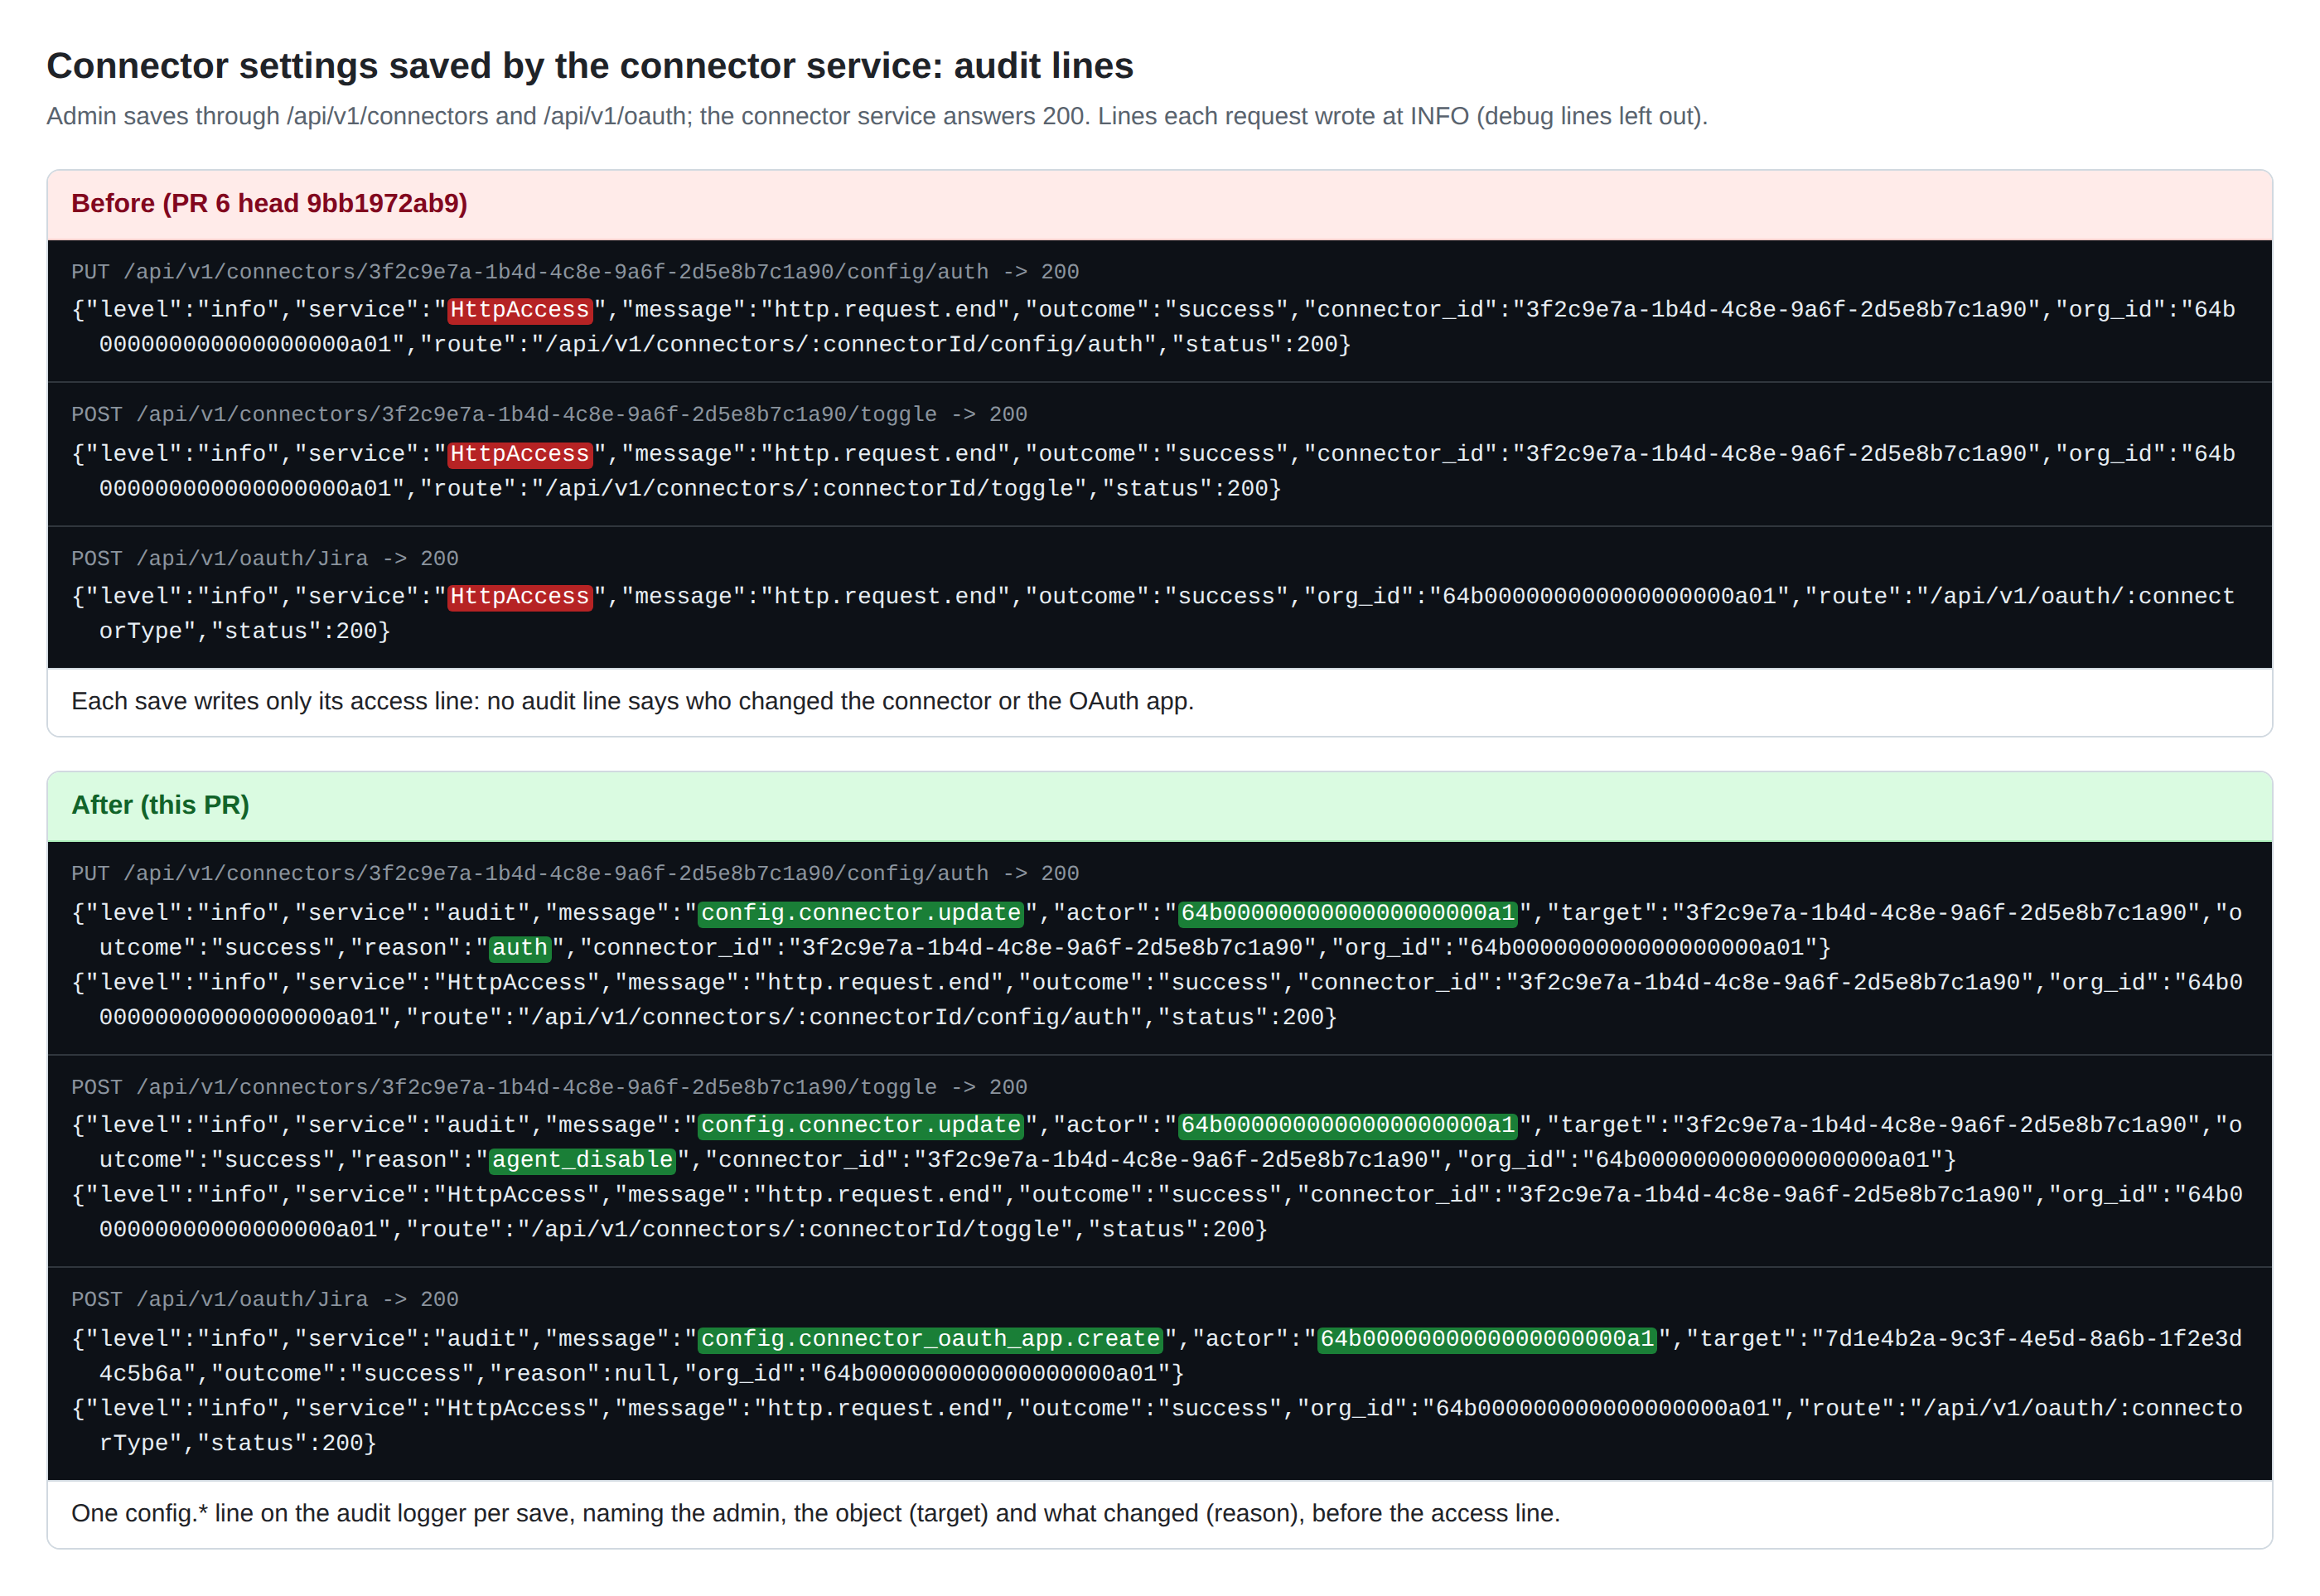 Connector settings saved by the connector service: audit lines
Admin saves through /api/v1/connectors and /api/v1/oauth; the connector service answers 200. Lines each request wrote at INFO (debug lines left out).
Before (PR 6 head 9bb1972ab9)
PUT /api/v1/connectors/3f2c9e7a-1b4d-4c8e-9a6f-2d5e8b7c1a90/config/auth -> 200
{"level":"info","service":"HttpAccess","message":"http.request.end","outcome":"success","connector_id":"3f2c9e7a-1b4d-4c8e-9a6f-2d5e8b7c1a90","org_id":"64b
000000000000000000a01","route":"/api/v1/connectors/:connectorId/config/auth","status":200}
POST /api/v1/connectors/3f2c9e7a-1b4d-4c8e-9a6f-2d5e8b7c1a90/toggle -> 200
{"level":"info","service":"HttpAccess","message":"http.request.end","outcome":"success","connector_id":"3f2c9e7a-1b4d-4c8e-9a6f-2d5e8b7c1a90","org_id":"64b
000000000000000000a01","route":"/api/v1/connectors/:connectorId/toggle","status":200}
POST /api/v1/oauth/Jira -> 200
{"level":"info","service":"HttpAccess","message":"http.request.end","outcome":"success","org_id":"64b000000000000000000a01","route":"/api/v1/oauth/:connect
orType","status":200}
Each save writes only its access line: no audit line says who changed the connector or the OAuth app.
After (this PR)
PUT /api/v1/connectors/3f2c9e7a-1b4d-4c8e-9a6f-2d5e8b7c1a90/config/auth -> 200
{"level":"info","service":"audit","message":"config.connector.update","actor":"64b0000000000000000000a1","target":"3f2c9e7a-1b4d-4c8e-9a6f-2d5e8b7c1a90","o
utcome":"success","reason":"auth","connector_id":"3f2c9e7a-1b4d-4c8e-9a6f-2d5e8b7c1a90","org_id":"64b000000000000000000a01"}
{"level":"info","service":"HttpAccess","message":"http.request.end","outcome":"success","connector_id":"3f2c9e7a-1b4d-4c8e-9a6f-2d5e8b7c1a90","org_id":"64b0
00000000000000000a01","route":"/api/v1/connectors/:connectorId/config/auth","status":200}
POST /api/v1/connectors/3f2c9e7a-1b4d-4c8e-9a6f-2d5e8b7c1a90/toggle -> 200
{"level":"info","service":"audit","message":"config.connector.update","actor":"64b0000000000000000000a1","target":"3f2c9e7a-1b4d-4c8e-9a6f-2d5e8b7c1a90","o
utcome":"success","reason":"agent_disable","connector_id":"3f2c9e7a-1b4d-4c8e-9a6f-2d5e8b7c1a90","org_id":"64b000000000000000000a01"}
{"level":"info","service":"HttpAccess","message":"http.request.end","outcome":"success","connector_id":"3f2c9e7a-1b4d-4c8e-9a6f-2d5e8b7c1a90","org_id":"64b0
00000000000000000a01","route":"/api/v1/connectors/:connectorId/toggle","status":200}
POST /api/v1/oauth/Jira -> 200
{"level":"info","service":"audit","message":"config.connector_oauth_app.create","actor":"64b0000000000000000000a1","target":"7d1e4b2a-9c3f-4e5d-8a6b-1f2e3d
4c5b6a","outcome":"success","reason":null,"org_id":"64b000000000000000000a01"}
{"level":"info","service":"HttpAccess","message":"http.request.end","outcome":"success","org_id":"64b000000000000000000a01","route":"/api/v1/oauth/:connecto
rType","status":200}
One config.* line on the audit logger per save, naming the admin, the object (target) and what changed (reason), before the access line.